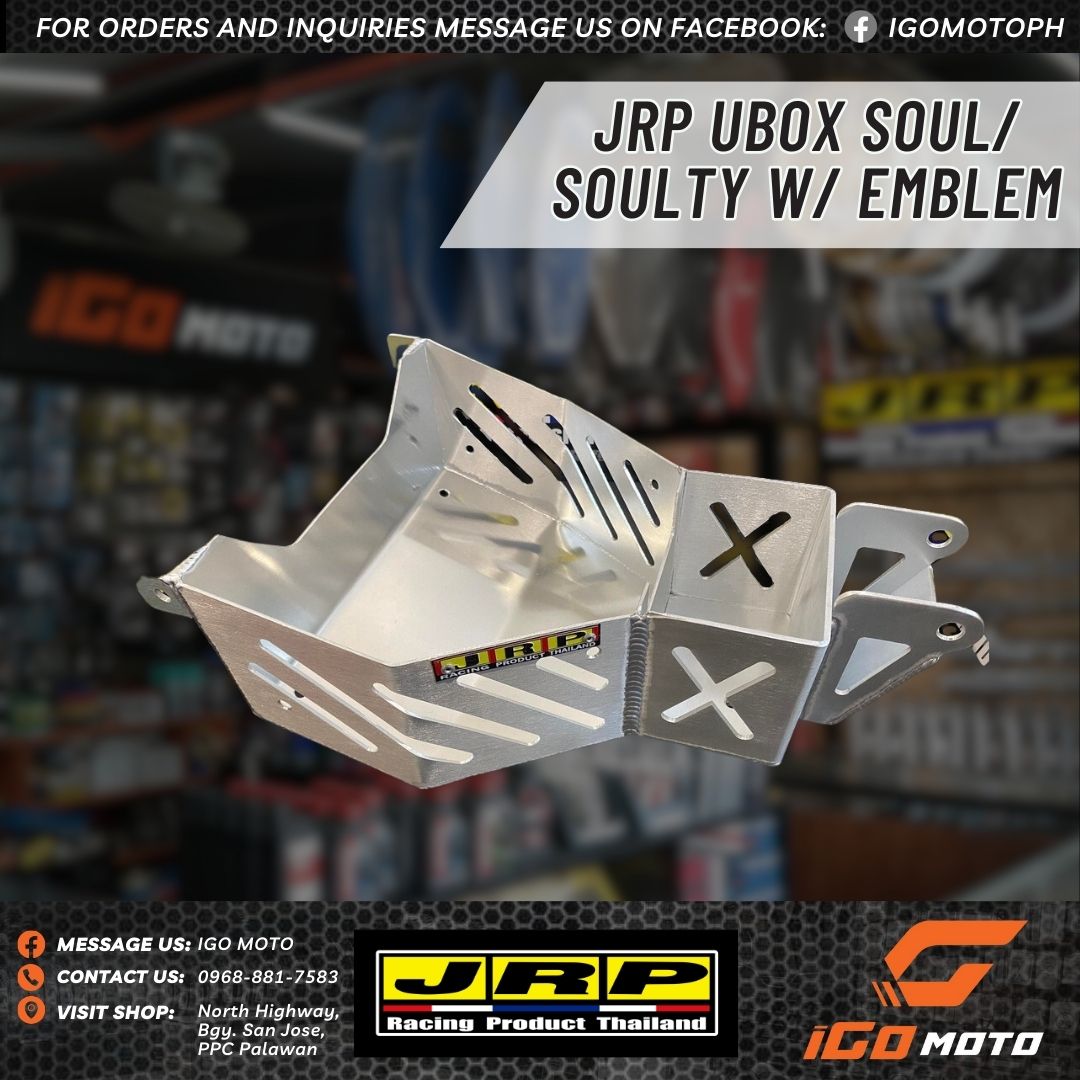 FOR ORDERS AND INQUIRIES MESSAGE US ON FACEBOOK: IGOMOTOPH
JRP UBOX SOUL/
SOULTY W/ EMBLEM
iGO MOTO
JRP
JRP
RACING PRODUCT THAILAND
MESSAGE US: IGO MOTO
CONTACT US: 0968-881-7583
VISIT SHOP: North Highway,
Bgy. San Jose,
PPC Palawan
JRP
Racing Product Thailand
iGO MOTO